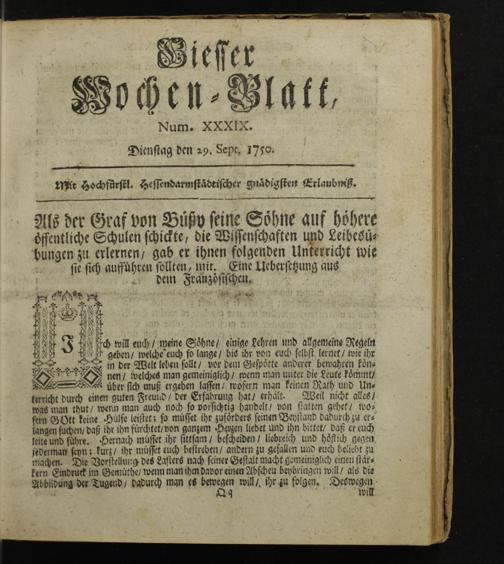 Giesser
Wochen-Blatt,
Num. XXXIX.
Dienstag den 29. Sept. 1750.
Mit Hochfürstl. Hessendarmstädtischer gnädigsten Erlaubniß.
Als der Graf von Büßy seine Söhne auf höhere
öffentliche Schulen schickte, die Wissenschaften und Leibesü-
bungen zu erlernen/ gab er ihnen folgenden Unterricht wie
sie sich aufführen sollten, mit. Eine Uebersetzung aus
dem Französischen.
Ich will euch/ meine Söhne/ einige Lehren und allgemeine Regeln
geben/ welche euch so lange/ bis ihr von euch selbst lernet/ wie ihr
in der Welt leben sollt/ vor dem Gespötte anderer bewahren kön-
nen/ welches man gemeiniglich/ wenn man unter die Leute kömmt/
über sich muß ergehen lassen/ wofern man keinen Rath und Un-
terricht durch einen guten Freund/ der Erfahrung hat/ erhält. Weil nicht alles/
was man thut/ wenn man auch noch so vorsichtig handelt/ von statten gehet/ wo-
fern GOtt keine Hülfe leistet: so müsset ihr zuförderst seinen Beystand dadurch zu er-
langen suchen/ daß ihr ihn fürchtet/ von ganzem Herzen liebet und ihn bittet/ daß er euch
leite und führe. Hernach müsset ihr sittsam/ bescheiden/ liebreich und höflich gegen
jederman seyn: kurz/ ihr müsset euch bestreben/ andern zu gefallen und euch beliebt zu
machen. Die Vorstellung des Lasters nach seiner Gestalt macht gemeiniglich einen stär-
kern Eindruck im Gemüthe/ wenn man ihm davor einen Abscheu beybringen will/ als die
Abbildung der Tugend/ dadurch man es bewegen will/ ihr zu folgen. Deswegen
Qq will